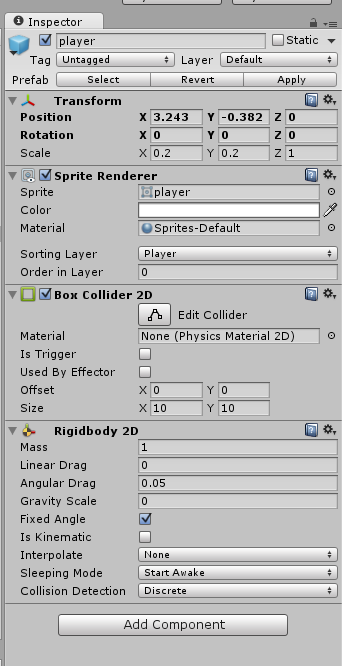 Inspector
player Static
Tag Untagged Layer Default
Prefab Select Revert Apply
Transform
Position X 3.243 Y -0.382 Z 0
Rotation X 0 Y 0 Z 0
Scale X 0.2 Y 0.2 Z 1
Sprite Renderer
Sprite player
Color
Material Sprites-Default
Sorting Layer Player
Order in Layer 0
Box Collider 2D
Edit Collider
Material None (Physics Material 2D)
Is Trigger
Used By Effector
Offset X 0 Y 0
Size X 10 Y 10
Rigidbody 2D
Mass 1
Linear Drag 0
Angular Drag 0.05
Gravity Scale 0
Fixed Angle
Is Kinematic
Interpolate None
Sleeping Mode Start Awake
Collision Detection Discrete
Add Component